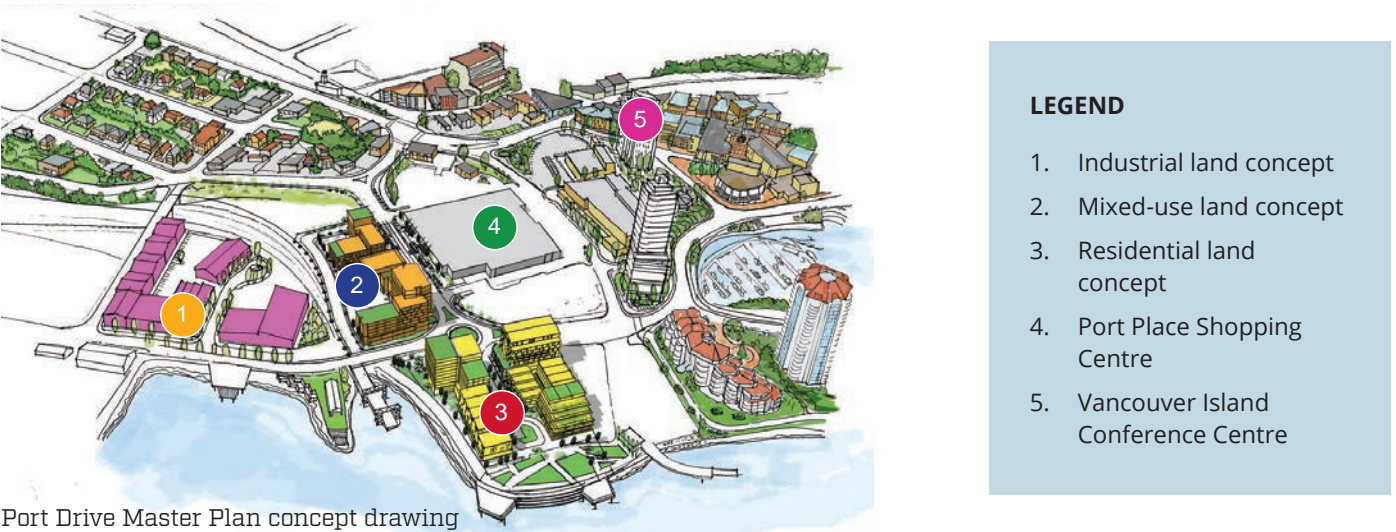 5
4
2
1
3
Port Drive Master Plan concept drawing
LEGEND
1. Industrial land concept
2. Mixed-use land concept
3. Residential land
concept
4. Port Place Shopping
Centre
5. Vancouver Island
Conference Centre